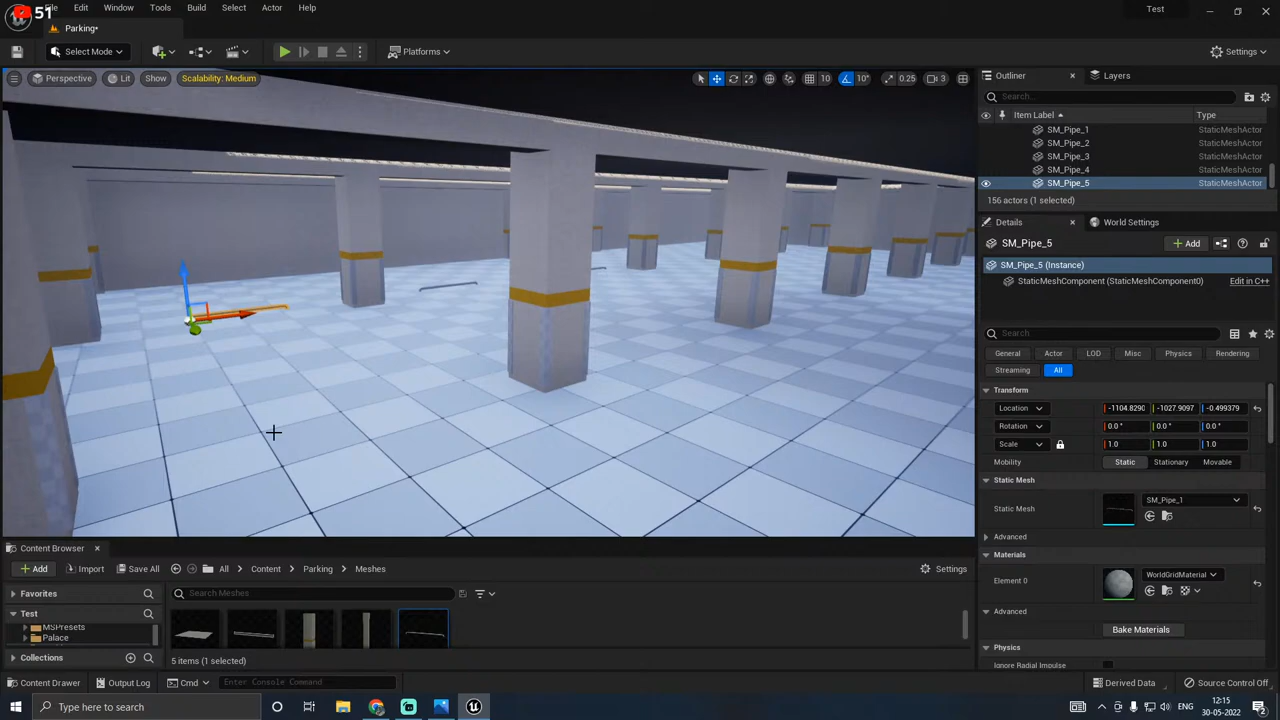 51
File Edit Window Tools Build Select Actor Help
Test
Parking*
Select Mode
Platforms
Settings
Perspective Lit Show Scalability: Medium
10 10° 0.25 3
Outliner Layers
Search...
Item Label Type
SM_Pipe_1 StaticMeshActor
SM_Pipe_2 StaticMeshActor
SM_Pipe_3 StaticMeshActor
SM_Pipe_4 StaticMeshActor
SM_Pipe_5 StaticMeshActor
156 actors (1 selected)
Details World Settings
SM_Pipe_5 Add
SM_Pipe_5 (Instance)
StaticMeshComponent (StaticMeshComponent0) Edit in C++
Search
General Actor LOD Misc Physics Rendering
Streaming All
Transform
Location -1104.8290 -1027.9097 -0.499379
Rotation 0.0 ° 0.0 ° 0.0 °
Scale 1.0 1.0 1.0
Mobility Static Stationary Movable
Static Mesh
Static Mesh SM_Pipe_1
Advanced
Materials
Element 0 WorldGridMaterial
Advanced
Bake Materials
Physics
Ignore Radial Impulse
Content Browser
Add Import Save All All Content Parking Meshes Settings
Favorites
Search Meshes
Test
MSPresets
Palace
Collections
5 items (1 selected)
Content Drawer Output Log Cmd Enter Console Command Derived Data Source Control Off
Type here to search
12:15
30-05-2022
2